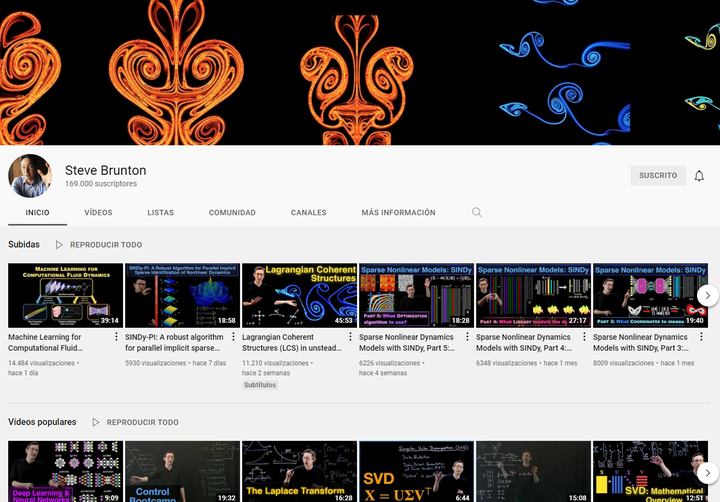 Steve Brunton
169.000 suscriptores
SUSCRITO
INICIO VÍDEOS LISTAS COMUNIDAD CANALES MÁS INFORMACIÓN
Subidas REPRODUCIR TODO
MACHINE LEARNING FOR
COMPUTATIONAL FLUID DYNAMICS
39:14
SINDy-PI: A Robust Algorithm for Parallel Implicit
Sparse Identification of Nonlinear Dynamics
18:58
Lagrangian Coherent
Structures
45:53
Sparse Nonlinear Models: SINDy
PART 5: What OPTIMIZATION
algorithm to use?
18:28
Sparse Nonlinear Models: SINDy
PART 4: What LIBRARY models the dy
27:17
Sparse Nonlinear Models: SINDy
PART 3: What COORDINATES to measu
19:40
Machine Learning for
Computational Fluid...
14.484 visualizaciones •
hace 1 día
SINDy-PI: A robust algorithm
for parallel implicit sparse...
5930 visualizaciones • hace 7 días
Lagrangian Coherent
Structures (LCS) in unstead...
11.210 visualizaciones •
hace 2 semanas
Subtítulos
Sparse Nonlinear Dynamics
Models with SINDy, Part 5:...
6226 visualizaciones •
hace 4 semanas
Sparse Nonlinear Dynamics
Models with SINDy, Part 4:...
6348 visualizaciones • hace 1 mes
Sparse Nonlinear Dynamics
Models with SINDy, Part 3:...
8009 visualizaciones • hace 1 mes
Vídeos populares REPRODUCIR TODO
Deep Learning &
Neural Networks
19:09
Control
Bootcamp
19:32
The Laplace Transform
16:28
Singular Value Decomposition (SVD)
SVD
X = UΣVᵀ
6:44
15:08
SVD: Mathematical
Overview
12:51